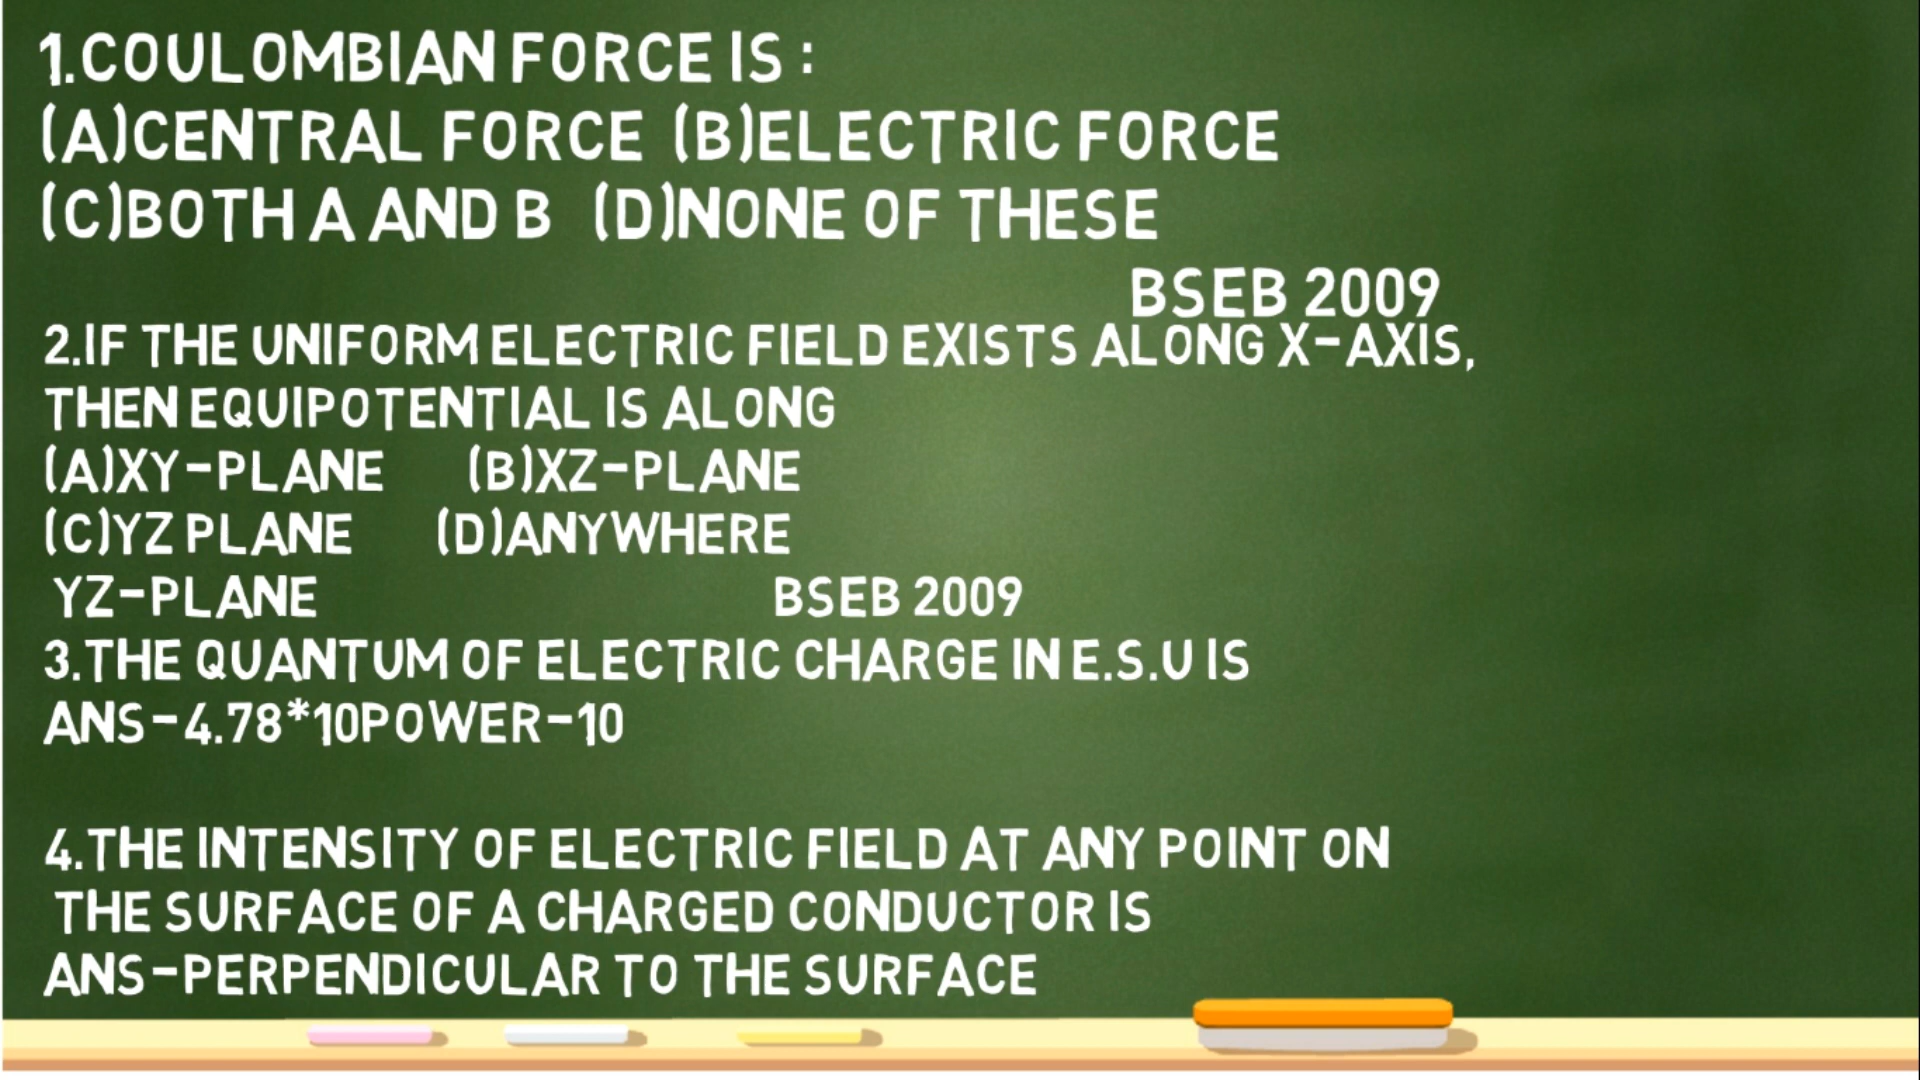 1.COULOMBIAN FORCE IS :
(A)CENTRAL FORCE (B)ELECTRIC FORCE
(C)BOTH A AND B (D)NONE OF THESE
BSEB 2009
2.IF THE UNIFORM ELECTRIC FIELD EXISTS ALONG X-AXIS,
THEN EQUIPOTENTIAL IS ALONG
(A)XY-PLANE (B)XZ-PLANE
(C)YZ PLANE (D)ANYWHERE
YZ-PLANE BSEB 2009
3.THE QUANTUM OF ELECTRIC CHARGE IN E.S.U IS
ANS-4.78*10POWER-10
4.THE INTENSITY OF ELECTRIC FIELD AT ANY POINT ON
THE SURFACE OF A CHARGED CONDUCTOR IS
ANS-PERPENDICULAR TO THE SURFACE